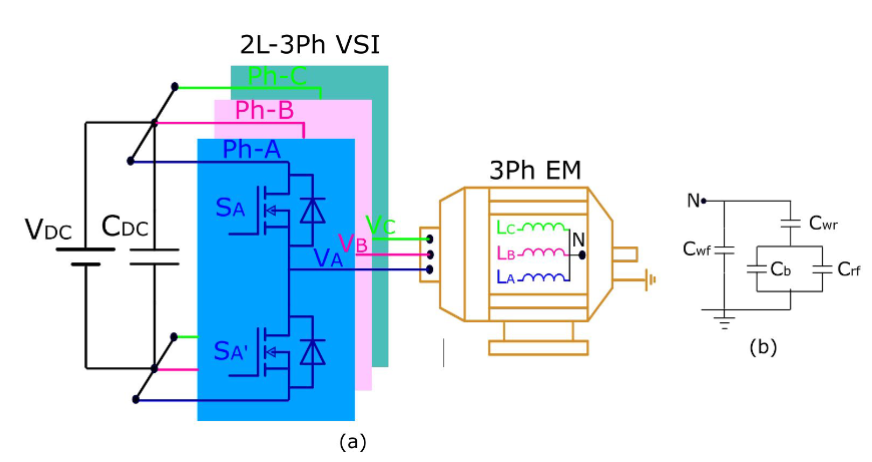 2L-3Ph VSI
Ph-C
Ph-B
Ph-A
3Ph EM
SA
VDC
CDC
VC
VB
VA
LC
LB
LA
N
SA'
(a)
N
Cwr
Cwf
Cb
Crf
(b)